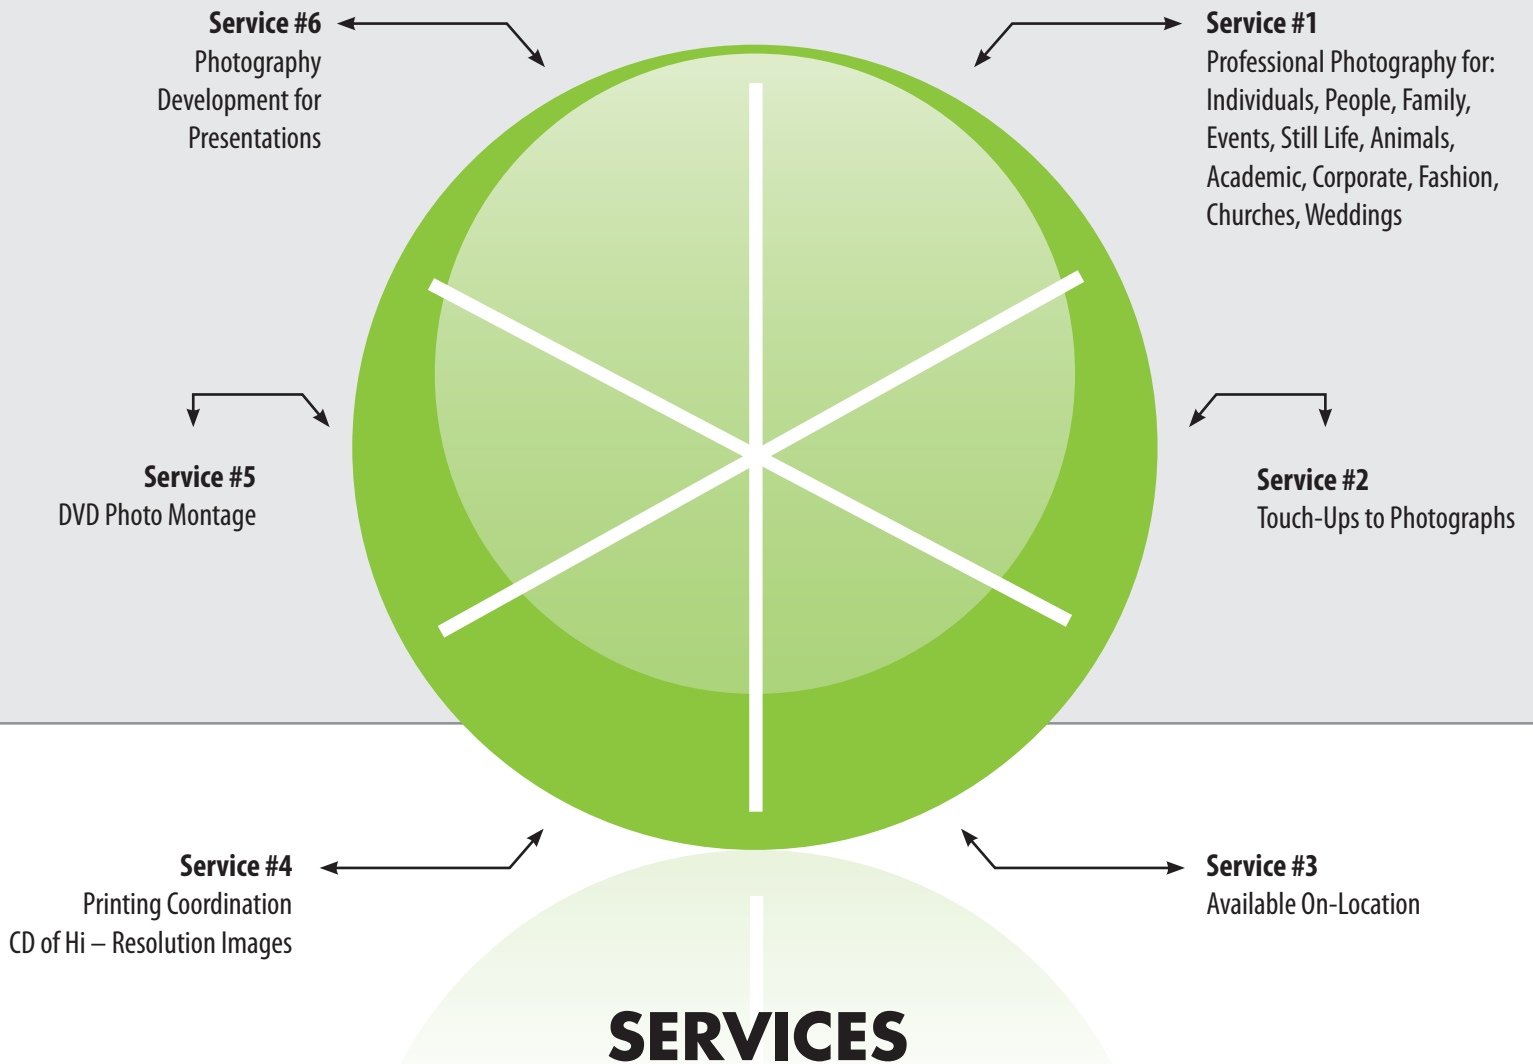 Service #6
Photography
Development for
Presentations
Service #1
Professional Photography for:
Individuals, People, Family,
Events, Still Life, Animals,
Academic, Corporate, Fashion,
Churches, Weddings
Service #5
DVD Photo Montage
Service #2
Touch-Ups to Photographs
Service #4
Printing Coordination
CD of Hi – Resolution Images
Service #3
Available On-Location
SERVICES